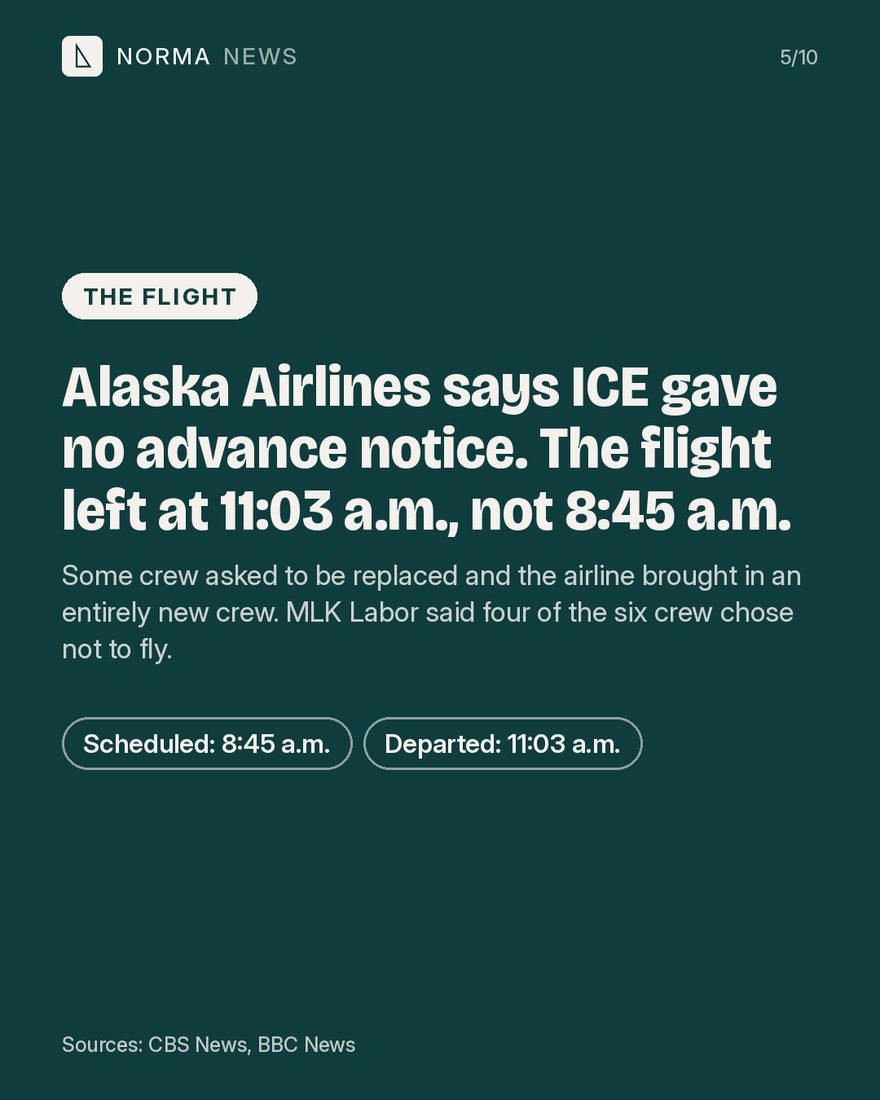 NORMA NEWS
5/10
THE FLIGHT
Alaska Airlines says ICE gave
no advance notice. The flight
left at 11:03 a.m., not 8:45 a.m.
Some crew asked to be replaced and the airline brought in an
entirely new crew. MLK Labor said four of the six crew chose
not to fly.
Scheduled: 8:45 a.m.
Departed: 11:03 a.m.
Sources: CBS News, BBC News